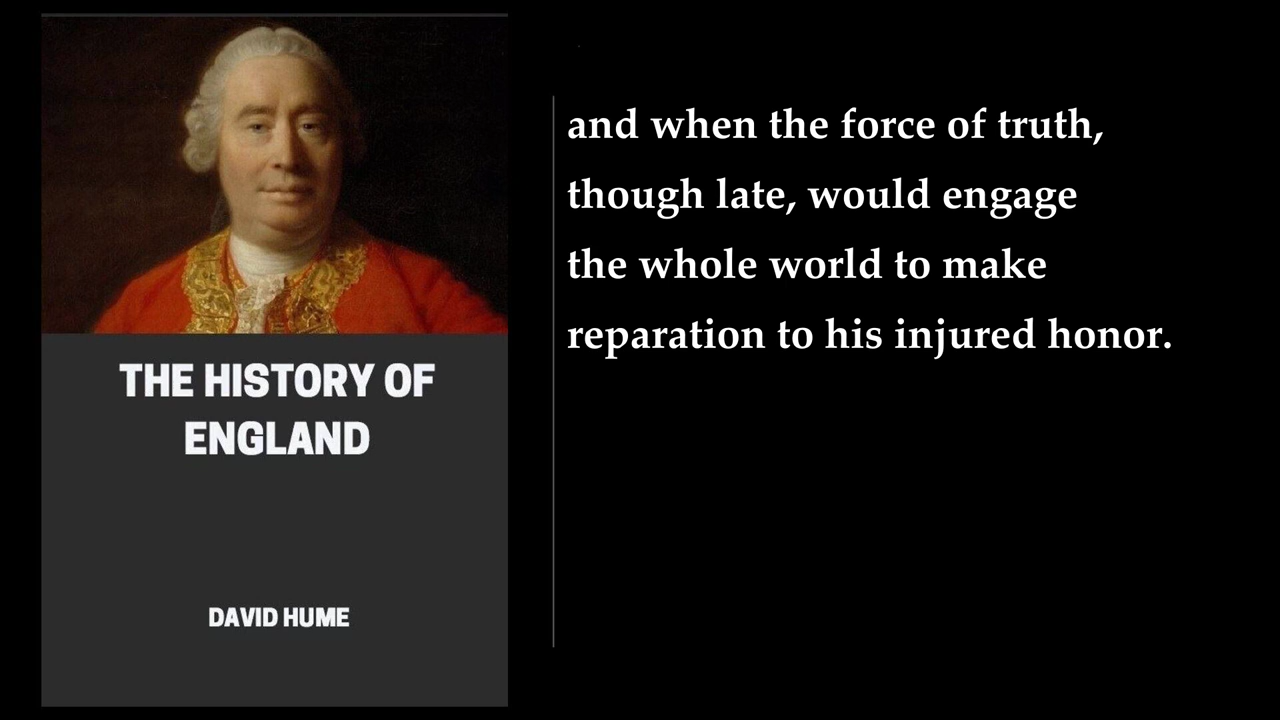 THE HISTORY OF
ENGLAND
DAVID HUME
and when the force of truth,
though late, would engage
the whole world to make
reparation to his injured honor.